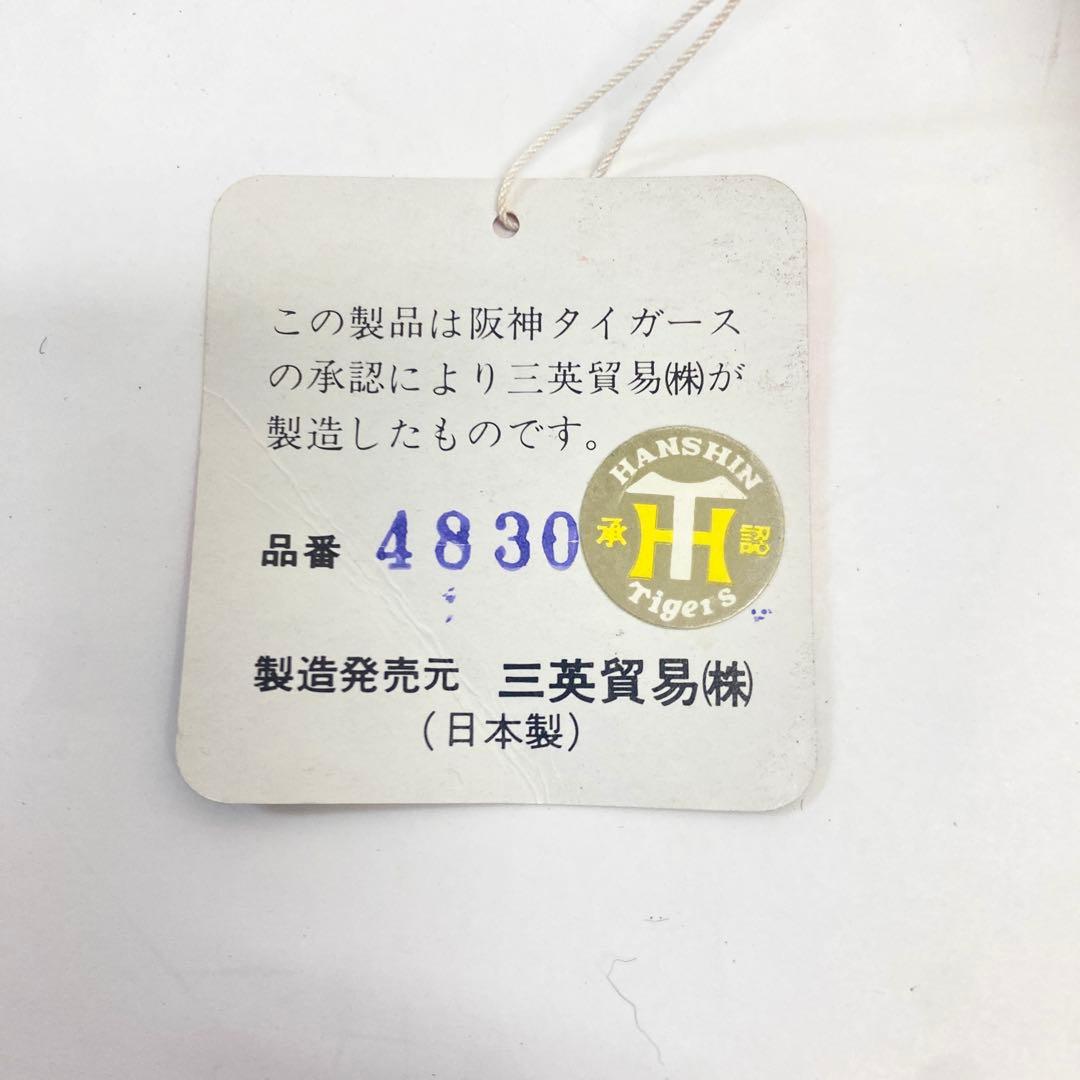 この製品は阪神タイガース
の承認により三英貿易㈱が
製造したものです。
HANSHIN
承 TH 認
Tigers
品番 4830
製造発売元 三英貿易㈱
(日本製)